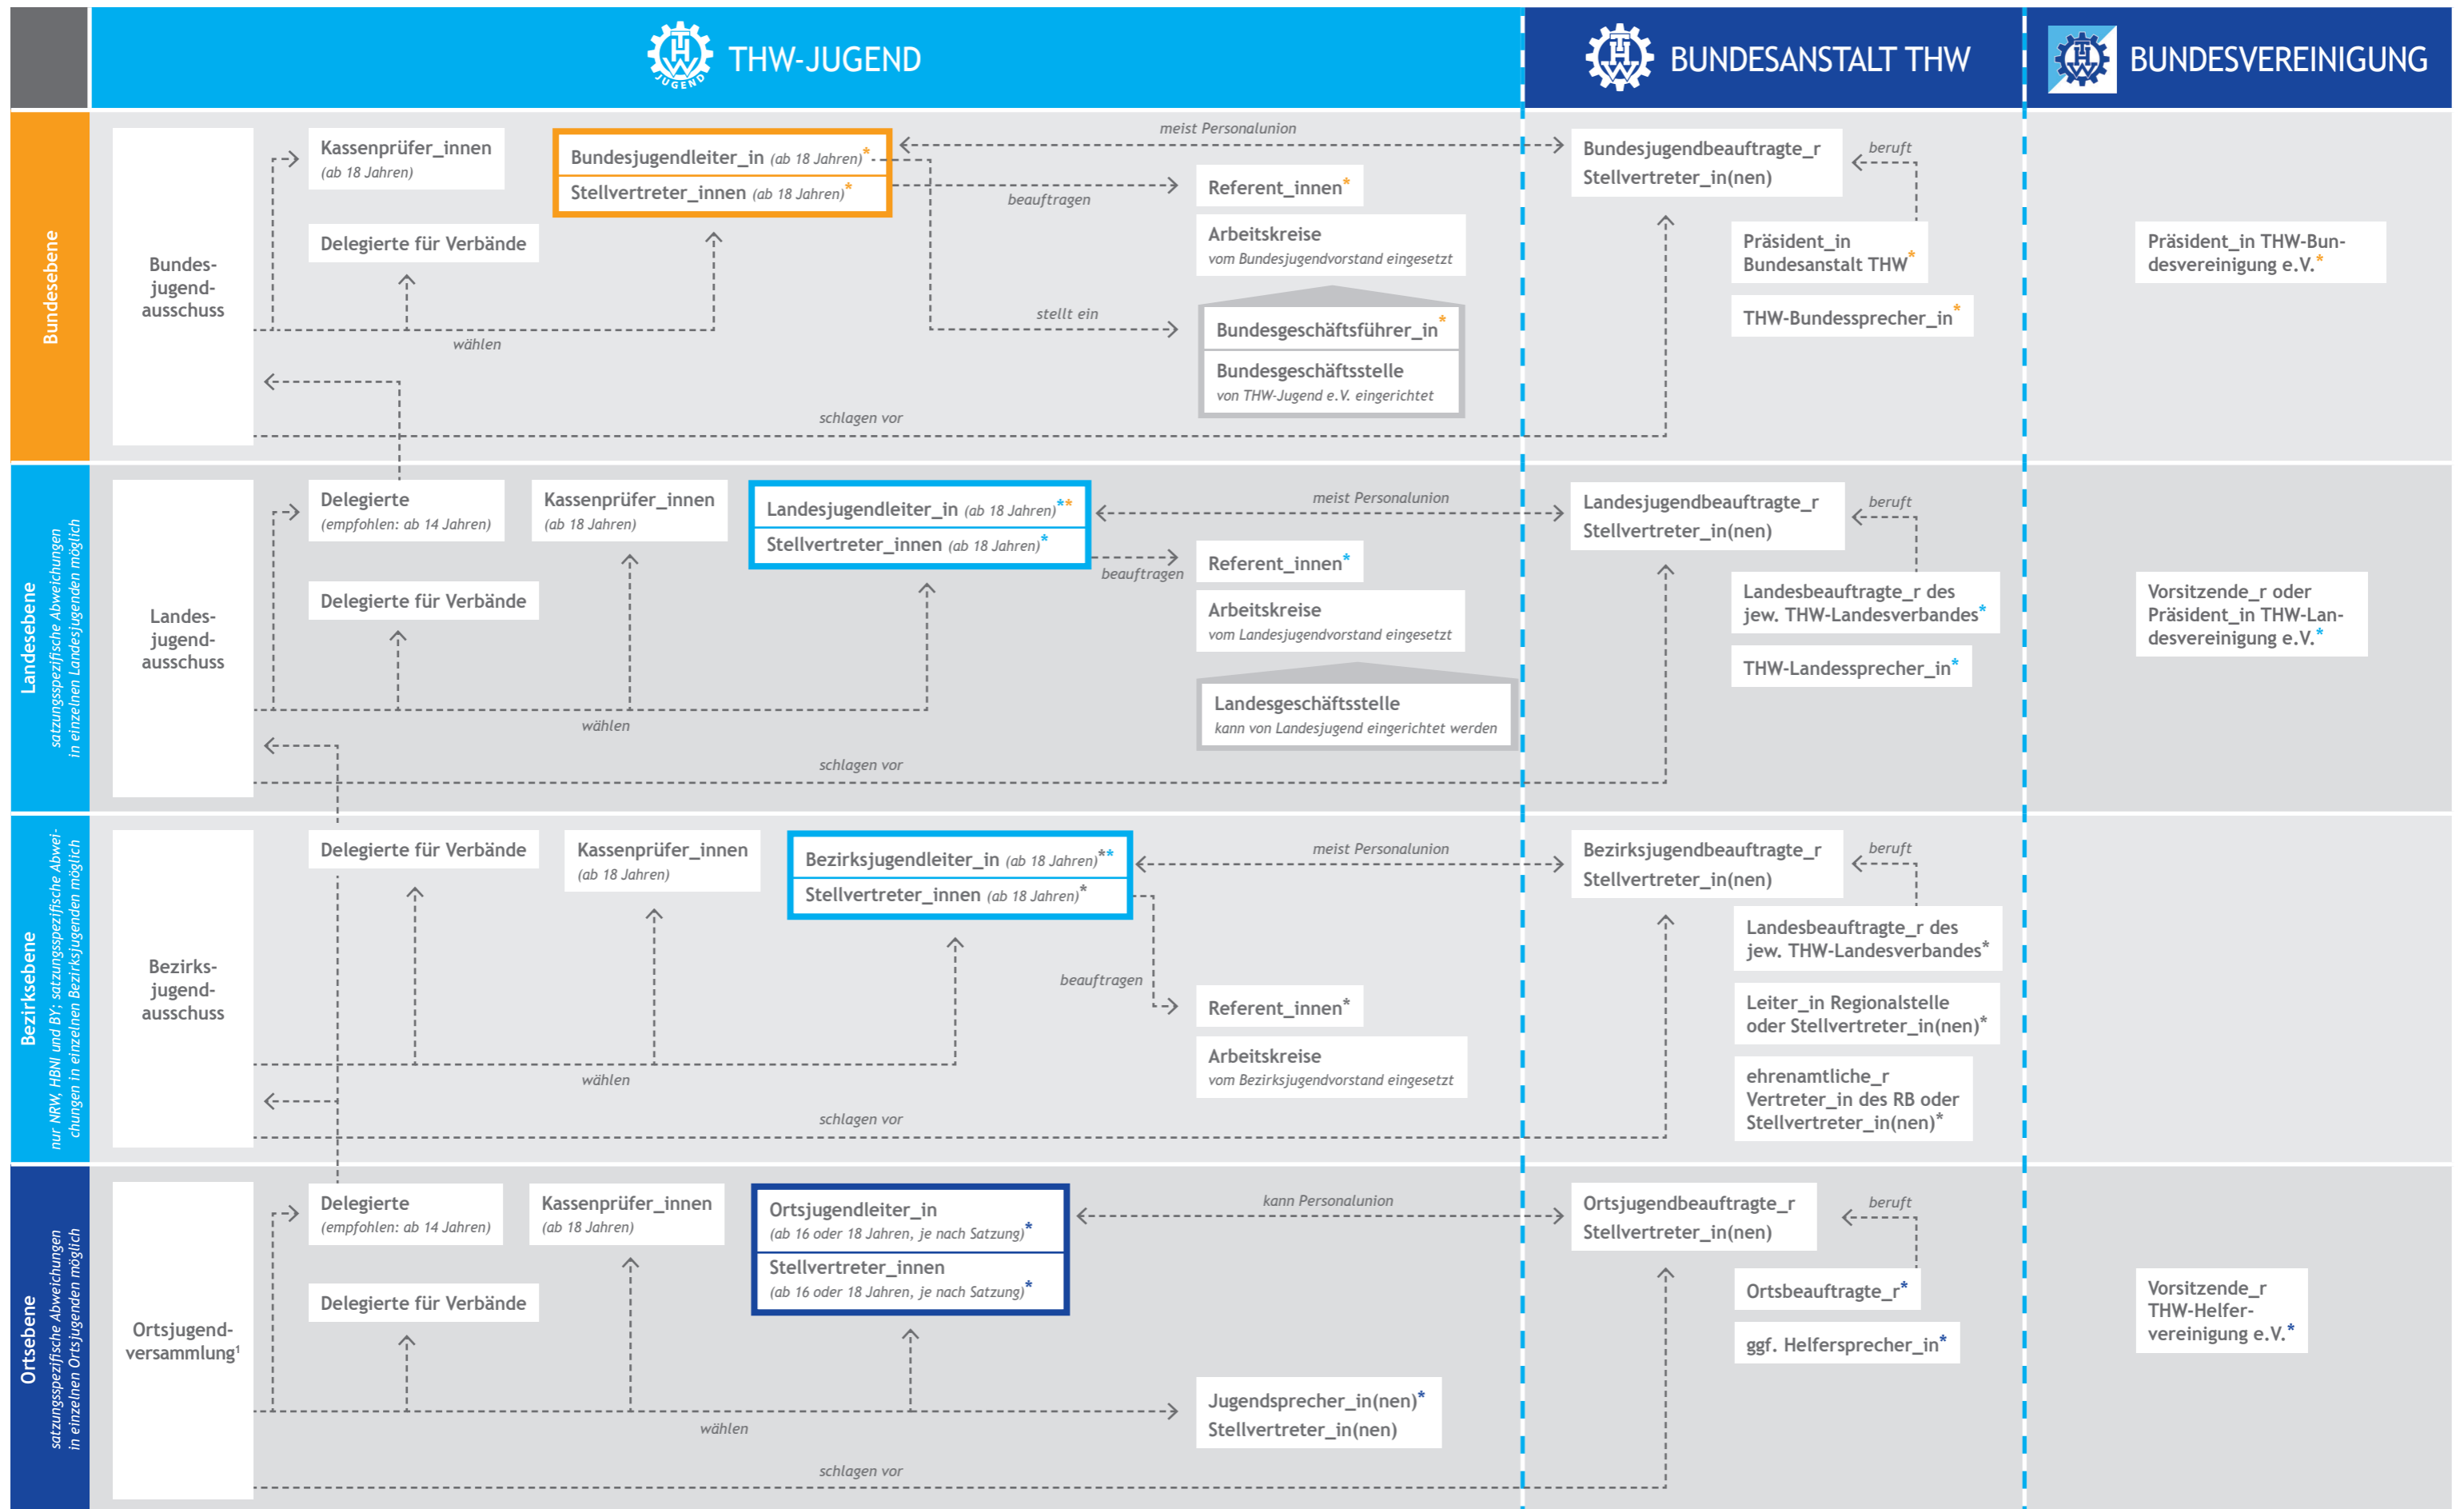 THW-JUGEND
BUNDESANSTALT THW
BUNDESVEREINIGUNG
Bundesebene
Bundes-
jugend-
ausschuss
Kassenprüfer_innen
(ab 18 Jahren)
Delegierte für Verbände
wählen
Bundesjugendleiter_in (ab 18 Jahren)*
Stellvertreter_innen (ab 18 Jahren)*
meist Personalunion
beauftragen
Referent_innen*
Arbeitskreise
vom Bundesjugendvorstand eingesetzt
stellt ein
Bundesgeschäftsführer_in*
Bundesgeschäftsstelle
von THW-Jugend e.V. eingerichtet
schlagen vor
Bundesjugendbeauftragte_r
Stellvertreter_in(nen)
beruft
Präsident_in
Bundesanstalt THW*
THW-Bundessprecher_in*
Präsident_in THW-Bun-
desvereinigung e.V.*
Landesebene
satzungsspezifische Abweichungen
in einzelnen Landesjugenden möglich
Landes-
jugend-
ausschuss
Delegierte
(empfohlen: ab 14 Jahren)
Kassenprüfer_innen
(ab 18 Jahren)
Delegierte für Verbände
wählen
Landesjugendleiter_in (ab 18 Jahren)**
Stellvertreter_innen (ab 18 Jahren)*
meist Personalunion
beauftragen
Referent_innen*
Arbeitskreise
vom Landesjugendvorstand eingesetzt
Landesgeschäftsstelle
kann von Landesjugend eingerichtet werden
schlagen vor
Landesjugendbeauftragte_r
Stellvertreter_in(nen)
beruft
Landesbeauftragte_r des
jew. THW-Landesverbandes*
THW-Landessprecher_in*
Vorsitzende_r oder
Präsident_in THW-Lan-
desvereinigung e.V.*
Bezirksebene
nur NRW, HBNI und BY; satzungsspezifische Abwei-
chungen in einzelnen Bezirksjugenden möglich
Bezirks-
jugend-
ausschuss
Delegierte für Verbände
Kassenprüfer_innen
(ab 18 Jahren)
wählen
Bezirksjugendleiter_in (ab 18 Jahren)**
Stellvertreter_innen (ab 18 Jahren)*
meist Personalunion
beauftragen
Referent_innen*
Arbeitskreise
vom Bezirksjugendvorstand eingesetzt
schlagen vor
Bezirksjugendbeauftragte_r
Stellvertreter_in(nen)
beruft
Landesbeauftragte_r des
jew. THW-Landesverbandes*
Leiter_in Regionalstelle
oder Stellvertreter_in(nen)*
ehrenamtliche_r
Vertreter_in des RB oder
Stellvertreter_in(nen)*
Ortsebene
satzungsspezifische Abweichungen
in einzelnen Ortsjugenden möglich
Ortsjugend-
versammlung¹
Delegierte
(empfohlen: ab 14 Jahren)
Kassenprüfer_innen
(ab 18 Jahren)
Delegierte für Verbände
wählen
Ortsjugendleiter_in
(ab 16 oder 18 Jahren, je nach Satzung)*
Stellvertreter_innen
(ab 16 oder 18 Jahren, je nach Satzung)*
kann Personalunion
Jugendsprecher_in(nen)*
Stellvertreter_in(nen)
schlagen vor
Ortsjugendbeauftragte_r
Stellvertreter_in(nen)
beruft
Ortsbeauftragte_r*
ggf. Helfersprecher_in*
Vorsitzende_r
THW-Helfer-
vereinigung e.V.*